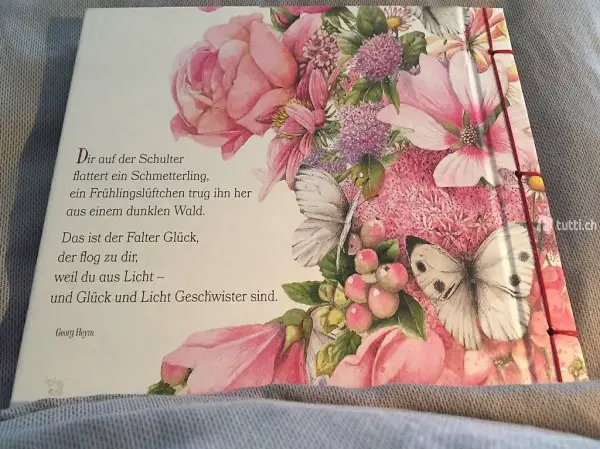 Dir auf der Schulter
flattert ein Schmetterling,
ein Frühlingslüftchen trug ihn her
aus einem dunklen Wald.
Das ist der Falter Glück,
der flog zu dir,
weil du aus Licht –
und Glück und Licht Geschwister sind.
Georg Heym
tutti.ch